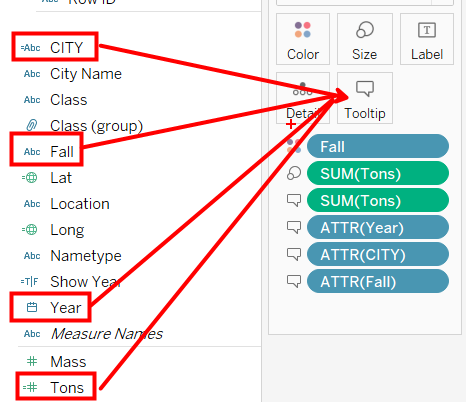 Row ID
Abc CITY
Abc City Name
Abc Class
Class (group)
Abc Fall
Lat
Abc Location
Long
Abc Nametype
T|F Show Year
Year
Abc Measure Names
Mass
Tons
Color Size Label
Detail Tooltip
Fall
SUM(Tons)
SUM(Tons)
ATTR(Year)
ATTR(CITY)
ATTR(Fall)